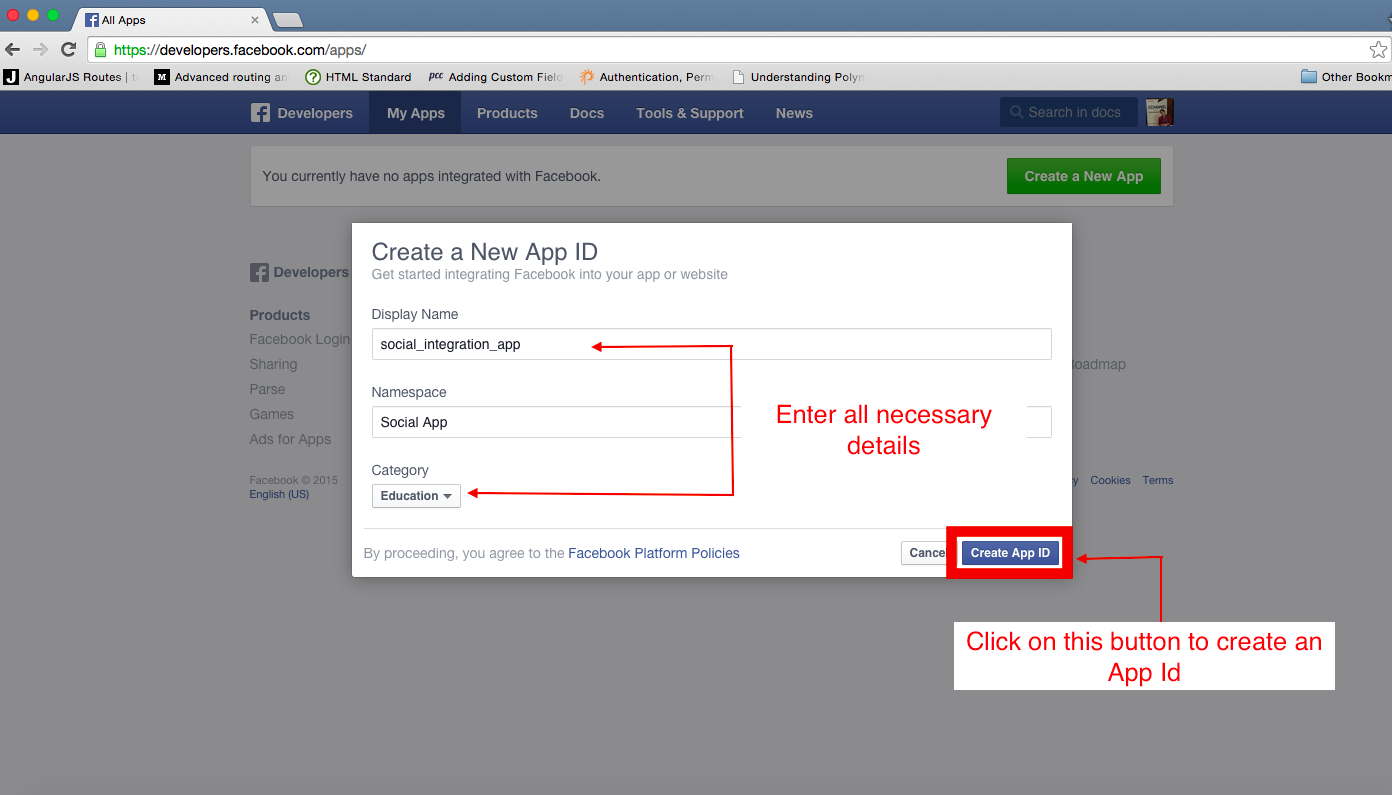 All Apps
https://developers.facebook.com/apps/
AngularJS Routes
Advanced routing
HTML Standard
pcc Adding Custom Field
Authentication, Perm
Understanding Polyn
Other Bookm
Developers
My Apps
Products
Docs
Tools & Support
News
Search in docs
You currently have no apps integrated with Facebook.
Create a New App
Create a New App ID
Get started integrating Facebook into your app or website
Display Name
social_integration_app
Namespace
Social App
Category
Education
Enter all necessary
details
By proceeding, you agree to the Facebook Platform Policies
Cance
Create App ID
Click on this button to create an
App Id
Developers
Products
Facebook Login
Sharing
Parse
Games
Ads for Apps
Roadmap
Facebook © 2015
English (US)
Cookies
Terms